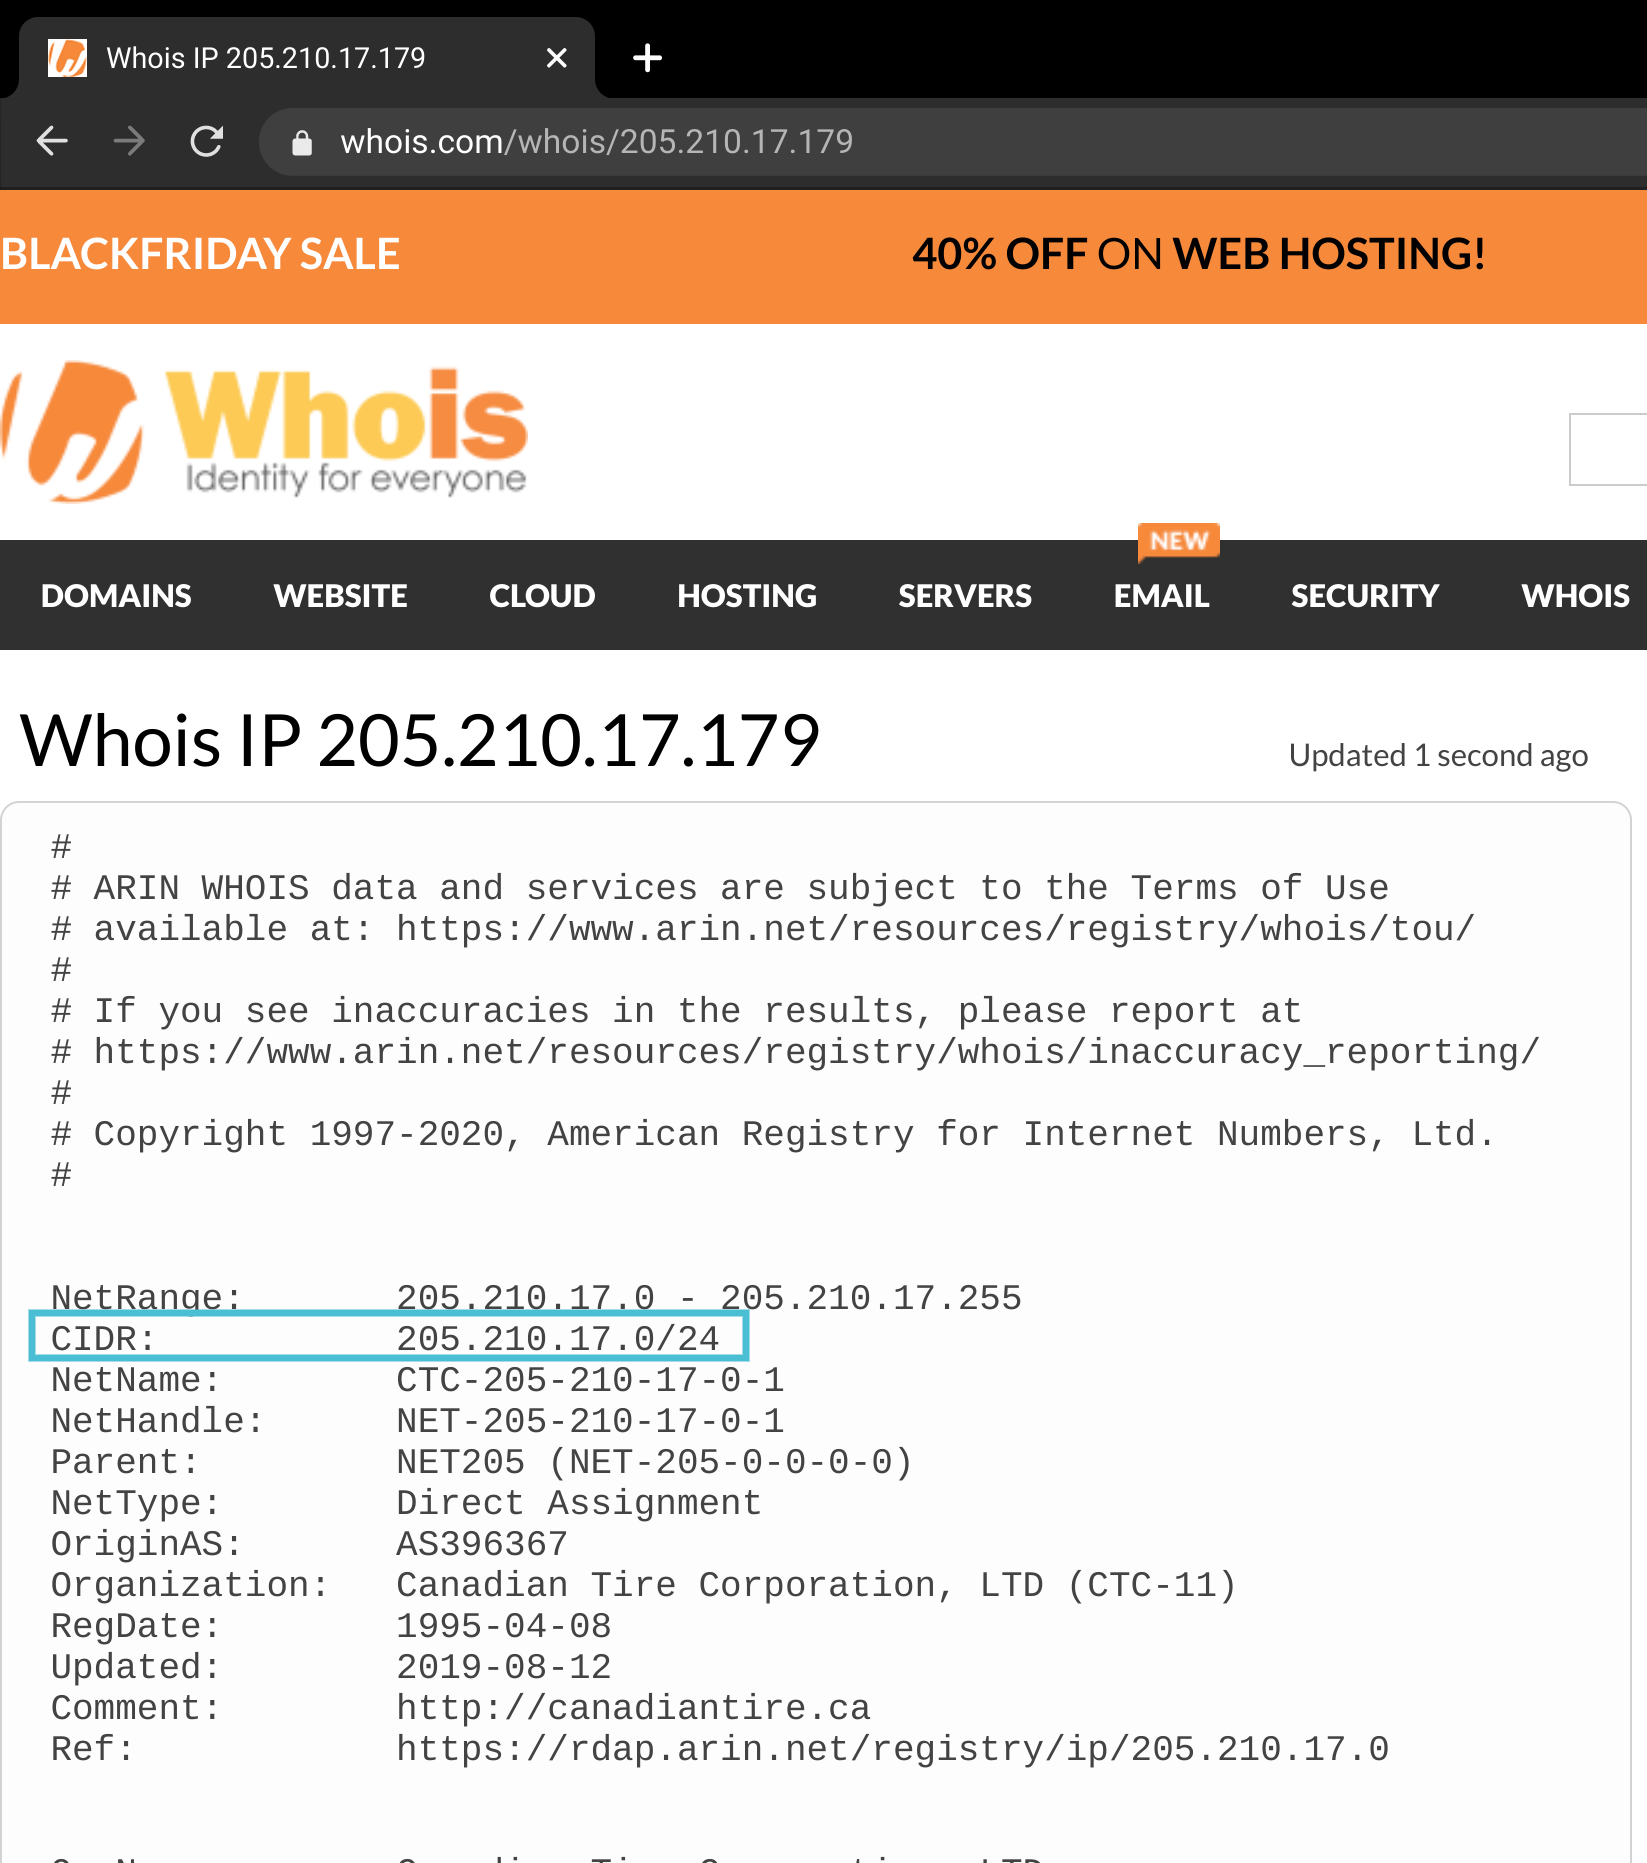 Whois IP 205.210.17.179
whois.com/whois/205.210.17.179
BLACKFRIDAY SALE 40% OFF ON WEB HOSTING!
Whois
Identity for everyone
NEW
DOMAINS WEBSITE CLOUD HOSTING SERVERS EMAIL SECURITY WHOIS
Whois IP 205.210.17.179
Updated 1 second ago
#
# ARIN WHOIS data and services are subject to the Terms of Use
# available at: https://www.arin.net/resources/registry/whois/tou/
#
# If you see inaccuracies in the results, please report at
# https://www.arin.net/resources/registry/whois/inaccuracy_reporting/
#
# Copyright 1997-2020, American Registry for Internet Numbers, Ltd.
#
NetRange: 205.210.17.0 - 205.210.17.255
CIDR: 205.210.17.0/24
NetName: CTC-205-210-17-0-1
NetHandle: NET-205-210-17-0-1
Parent: NET205 (NET-205-0-0-0-0)
NetType: Direct Assignment
OriginAS: AS396367
Organization: Canadian Tire Corporation, LTD (CTC-11)
RegDate: 1995-04-08
Updated: 2019-08-12
Comment: http://canadiantire.ca
Ref: https://rdap.arin.net/registry/ip/205.210.17.0